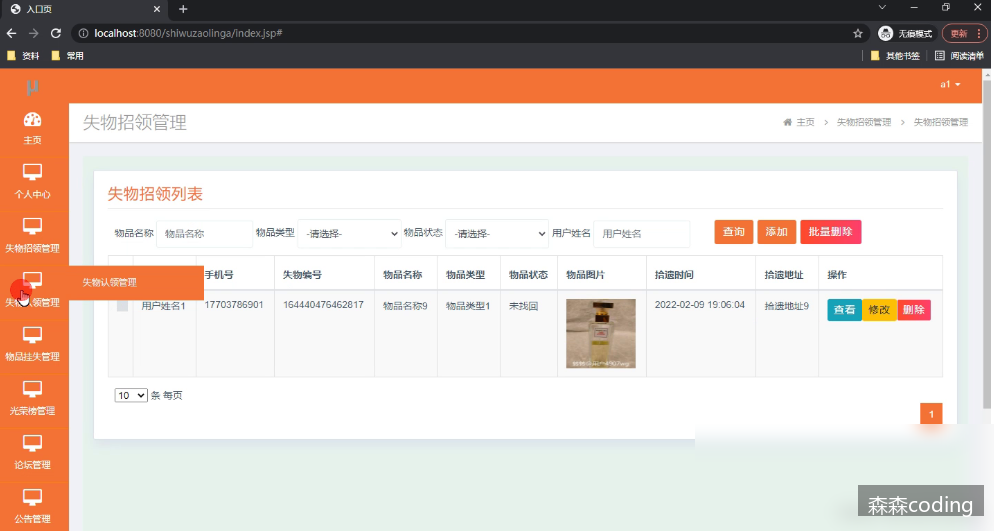 入口页
localhost:8080/shiwuzaolinga/index.jsp#
无痕模式
更新
资料
常用
其他书签
阅读清单
μ
a1
主页
个人中心
失物招领管理
失物认领管理
物品挂失管理
光荣榜管理
论坛管理
公告管理
失物认领管理
失物招领管理
主页 > 失物招领管理 > 失物招领管理
失物招领列表
物品名称 物品名称 物品类型 -请选择- 物品状态 -请选择- 用户姓名 用户姓名 查询 添加 批量删除
手机号 失物编号 物品名称 物品类型 物品状态 物品图片 拾遗时间 拾遗地址 操作
用户姓名1 17703786901 164440476462817 物品名称9 物品类型1 未找回 2022-02-09 19:06:04 拾遗地址9 查看 修改 删除
10 条 每页
1
森森coding